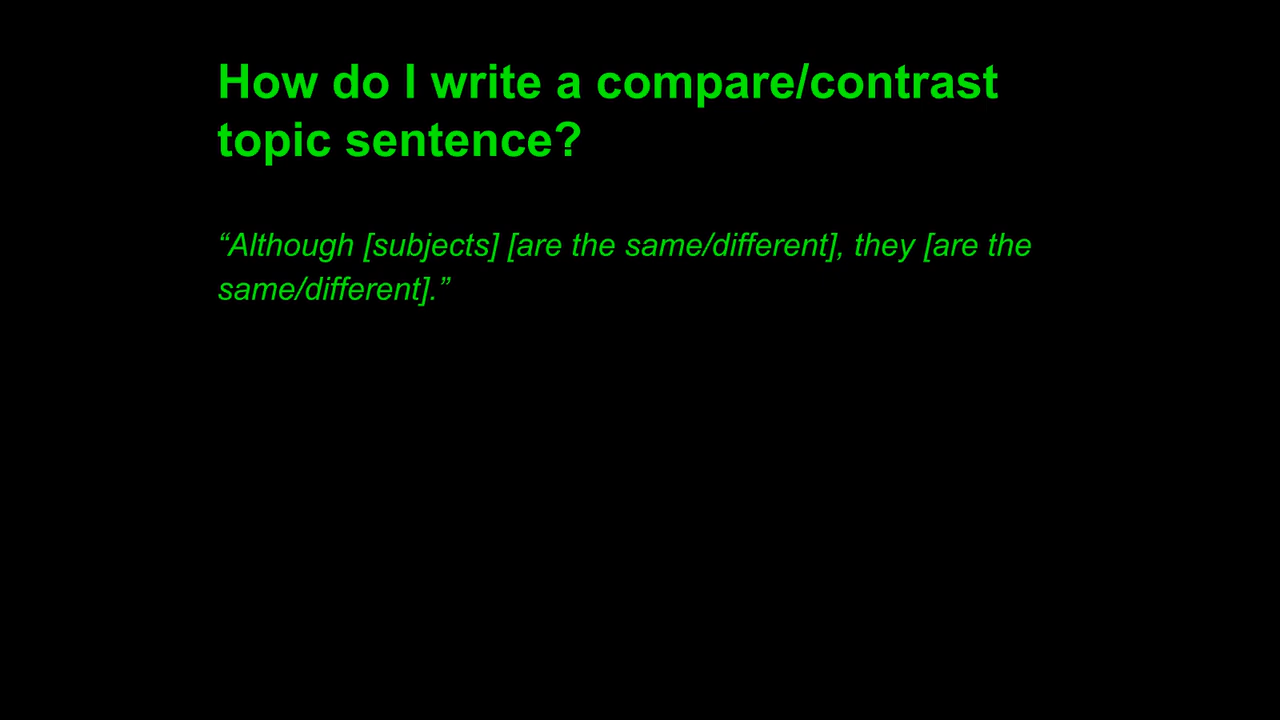 How do I write a compare/contrast
topic sentence?
“Although [subjects] [are the same/different], they [are the
same/different].”